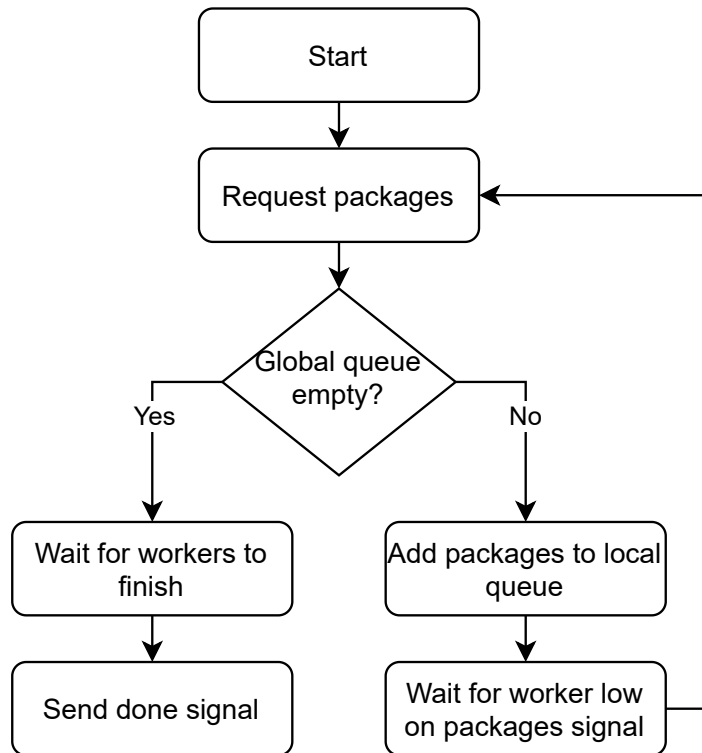 Start
Request packages
Global queue
empty?
Yes
No
Wait for workers to
finish
Add packages to local
queue
Send done signal
Wait for worker low
on packages signal